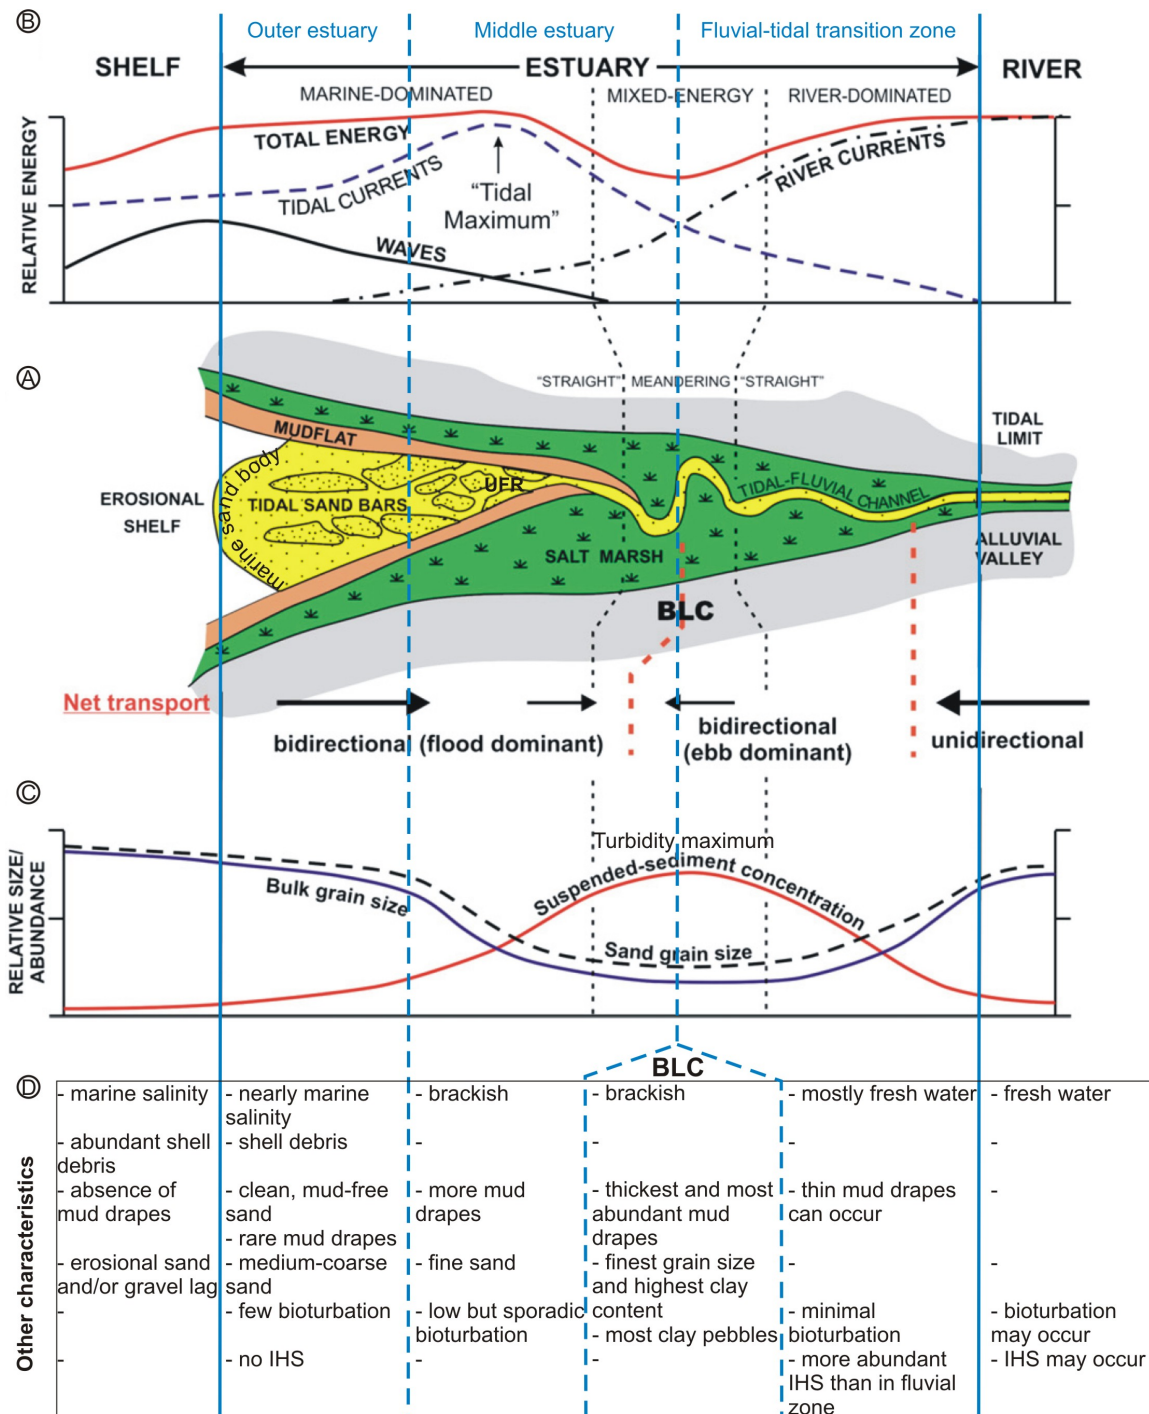 B
Outer estuary
Middle estuary
Fluvial-tidal transition zone
SHELF
ESTUARY
RIVER
MARINE-DOMINATED
MIXED-ENERGY
RIVER-DOMINATED
RELATIVE ENERGY
TOTAL ENERGY
TIDAL CURRENTS
"Tidal
Maximum"
WAVES
RIVER CURRENTS
A
"STRAIGHT"
MEANDERING
"STRAIGHT"
MUDFLAT
marine sand body
TIDAL SAND BARS
UFR
EROSIONAL
SHELF
TIDAL-FLUVIAL CHANNEL
TIDAL
LIMIT
SALT MARSH
ALLUVIAL
VALLEY
BLC
Net transport
bidirectional (flood dominant)
bidirectional
(ebb dominant)
unidirectional
C
RELATIVE SIZE/
ABUNDANCE
Turbidity maximum
Suspended-sediment concentration
Bulk grain size
Sand grain size
BLC
D
Other characteristics
- marine salinity
- abundant shell
debris
- absence of
mud drapes
- erosional sand
and/or gravel lag
-
-
- nearly marine
salinity
- shell debris
- clean, mud-free
sand
- rare mud drapes
- medium-coarse
sand
- few bioturbation
- no IHS
- brackish
-
- more mud
drapes
- fine sand
- low but sporadic
bioturbation
-
- brackish
-
- thickest and most
abundant mud
drapes
- finest grain size
and highest clay
content
- most clay pebbles
-
- mostly fresh water
-
- thin mud drapes
can occur
-
- minimal
bioturbation
- more abundant
IHS than in fluvial
zone
- fresh water
-
-
-
- bioturbation
may occur
- IHS may occur